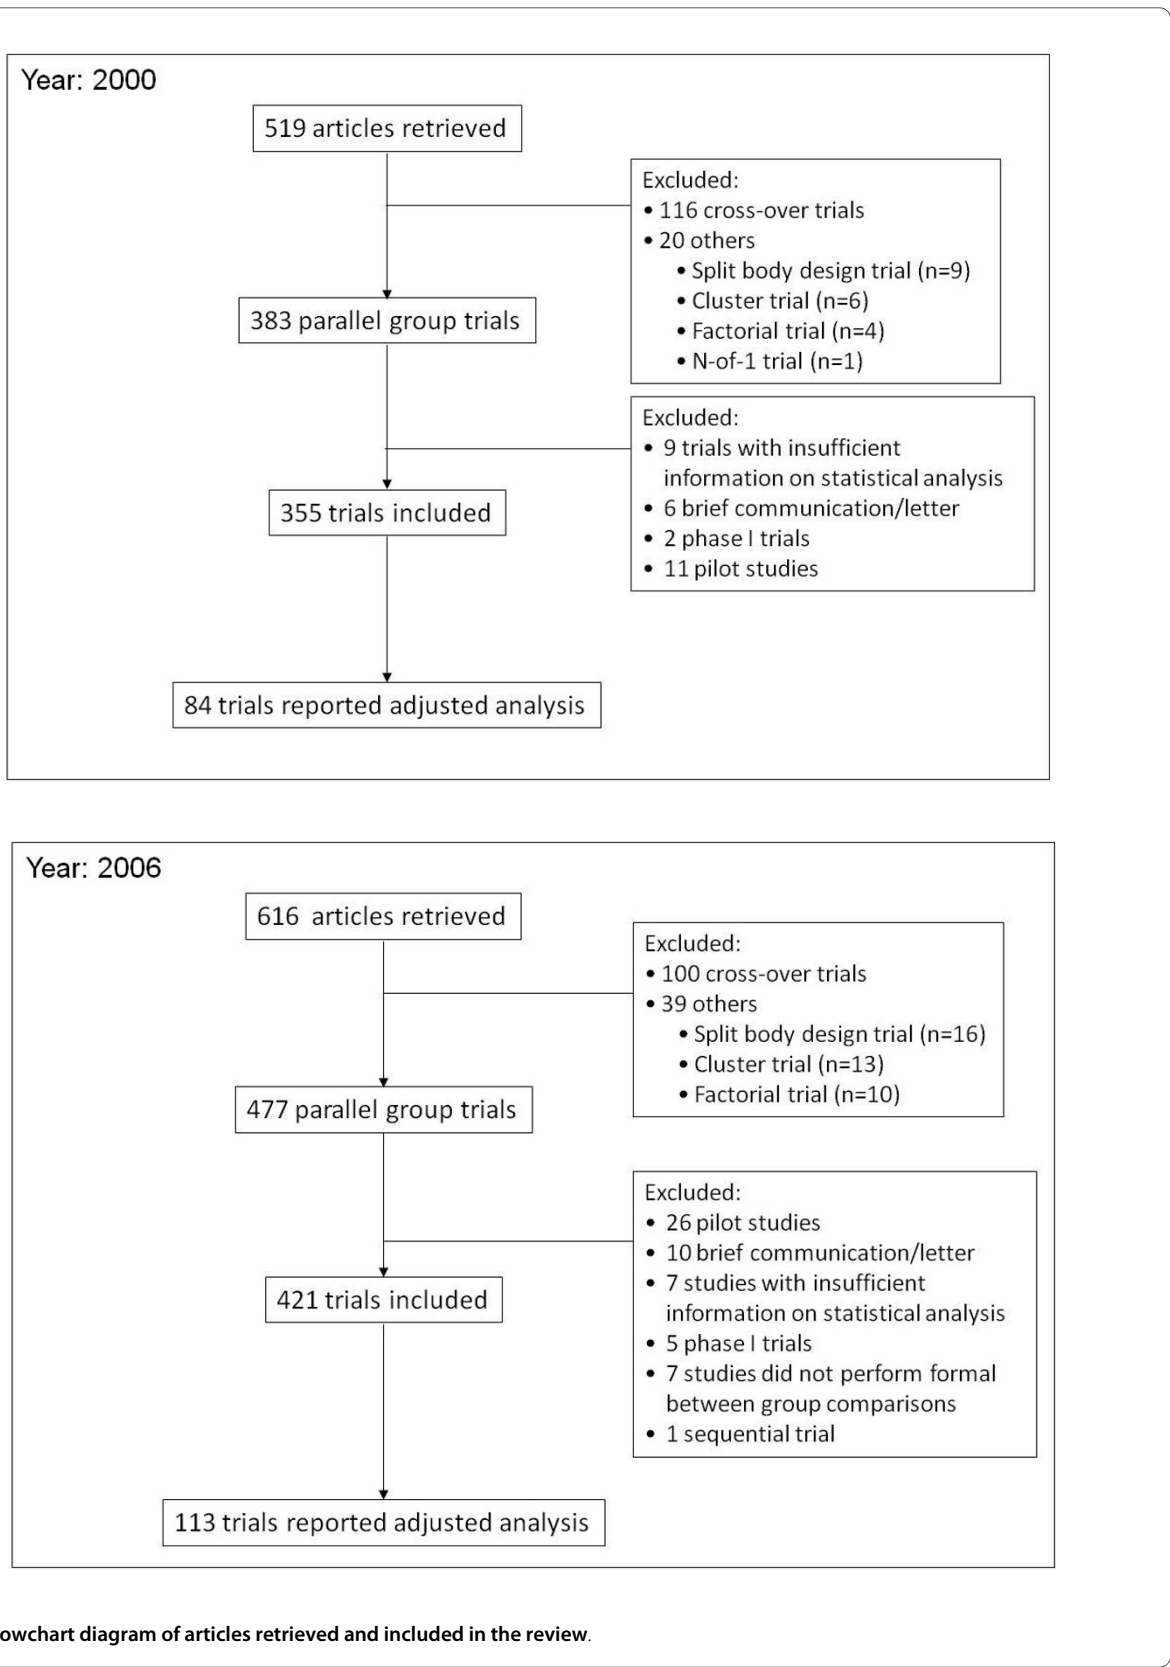 Year: 2000
519 articles retrieved
Excluded:
• 116 cross-over trials
• 20 others
• Split body design trial (n=9)
• Cluster trial (n=6)
• Factorial trial (n=4)
• N-of-1 trial (n=1)
383 parallel group trials
Excluded:
• 9 trials with insufficient
information on statistical analysis
• 6 brief communication/letter
• 2 phase I trials
• 11 pilot studies
355 trials included
84 trials reported adjusted analysis
Year: 2006
616 articles retrieved
Excluded:
• 100 cross-over trials
• 39 others
• Split body design trial (n=16)
• Cluster trial (n=13)
• Factorial trial (n=10)
477 parallel group trials
Excluded:
• 26 pilot studies
• 10 brief communication/letter
• 7 studies with insufficient
information on statistical analysis
• 5 phase I trials
• 7 studies did not perform formal
between group comparisons
• 1 sequential trial
421 trials included
113 trials reported adjusted analysis
owchart diagram of articles retrieved and included in the review.